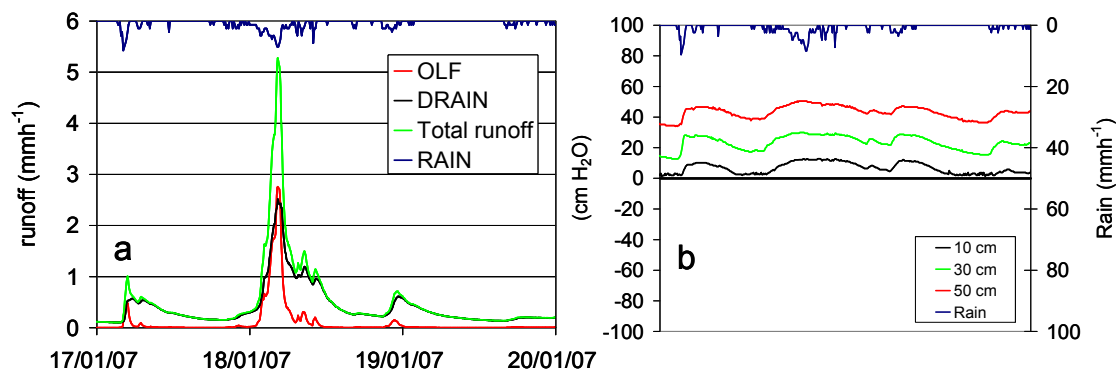 6
5
4
3
2
1
0
runoff (mmh-1)
OLF
DRAIN
Total runoff
RAIN
a
17/01/07
18/01/07
19/01/07
20/01/07
100
80
60
40
20
0
-20
-40
-60
-80
-100
(cm H2O)
0
20
40
60
80
100
Rain (mmh-1)
10 cm
30 cm
50 cm
Rain
b